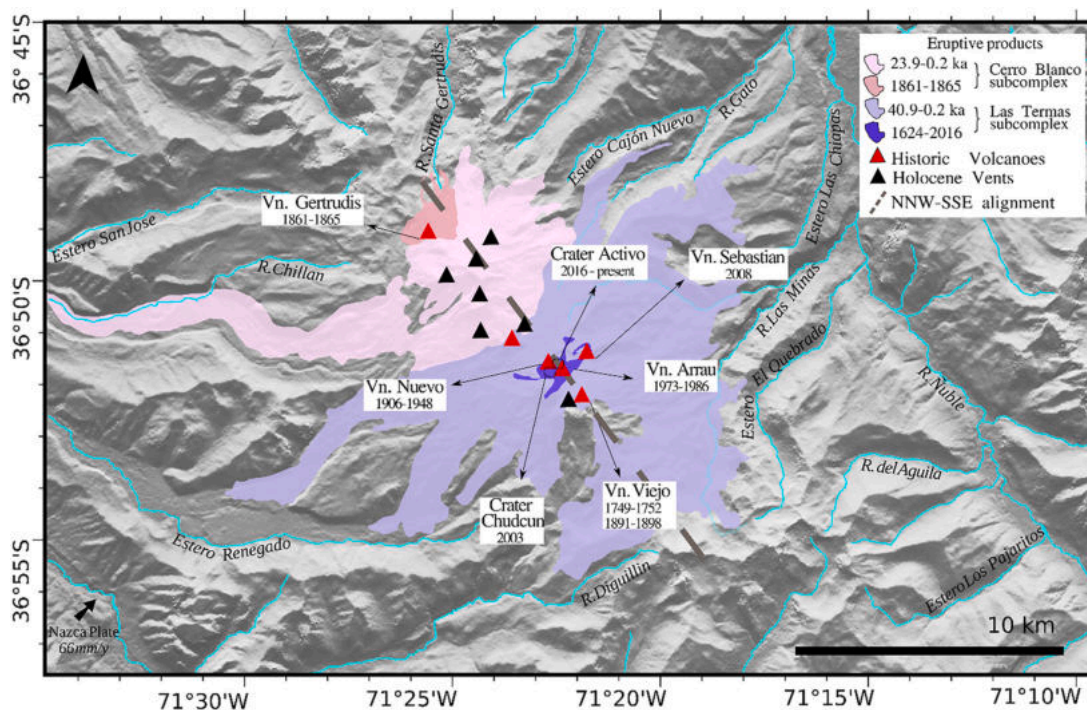 36° 45'S
36° 50'S
36° 55'S
71°30'W
71°25'W
71°20'W
71°15'W
71°10'W
Eruptive products
23.9-0.2 ka
1861-1865
Cerro Blanco
subcomplex
40.9-0.2 ka
1624-2016
Las Termas
subcomplex
Historic Volcanoes
Holocene Vents
NNW-SSE alignment
R.Santa Gertrudis
Estero Cajón Nuevo
R.Gato
Estero Las Chiapas
Vn. Gertrudis
1861-1865
Estero San Jose
R.Chillan
Crater Activo
2016 - present
Vn. Sebastian
2008
R.Las Minas
Estero
El Quebrado
R.Nuble
Vn. Nuevo
1906-1948
Vn. Arrau
1973-1986
Crater
Chudcun
2003
Vn. Viejo
1749-1752
1891-1898
R.del Aguila
Estero Renegado
R.Diguillin
Estero Los Pajaritos
Nazca Plate
66mm/y
10 km